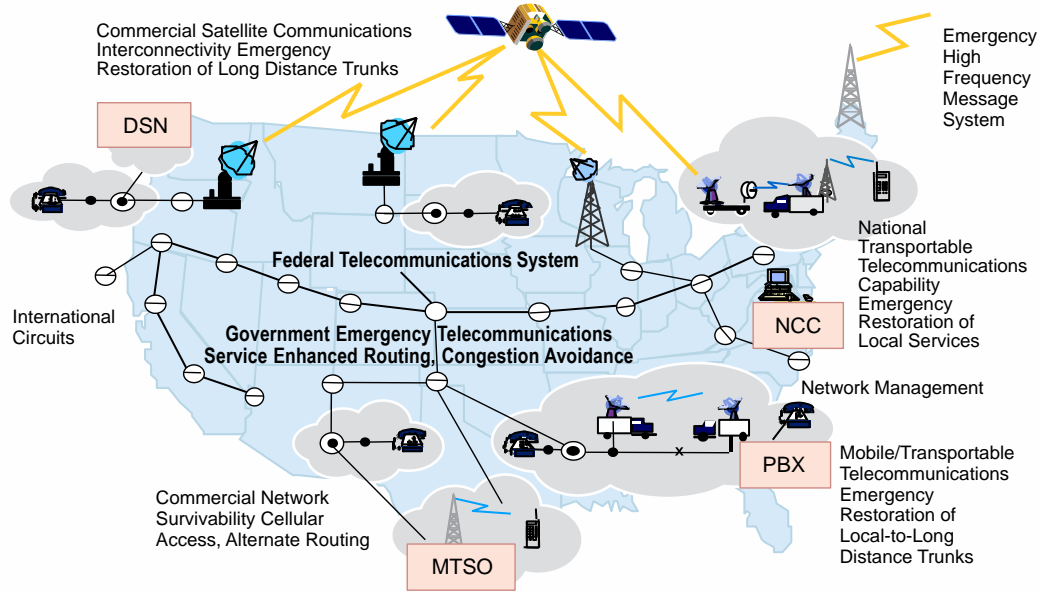 Commercial Satellite Communications
Interconnectivity Emergency
Restoration of Long Distance Trunks
Emergency
High
Frequency
Message
System
DSN
National
Transportable
Telecommunications
Capability
Emergency
Restoration of
Local Services
Federal Telecommunications System
NCC
International
Circuits
Government Emergency Telecommunications
Service Enhanced Routing, Congestion Avoidance
Network Management
x
PBX
Mobile/Transportable
Telecommunications
Emergency
Restoration of
Local-to-Long
Distance Trunks
Commercial Network
Survivability Cellular
Access, Alternate Routing
MTSO